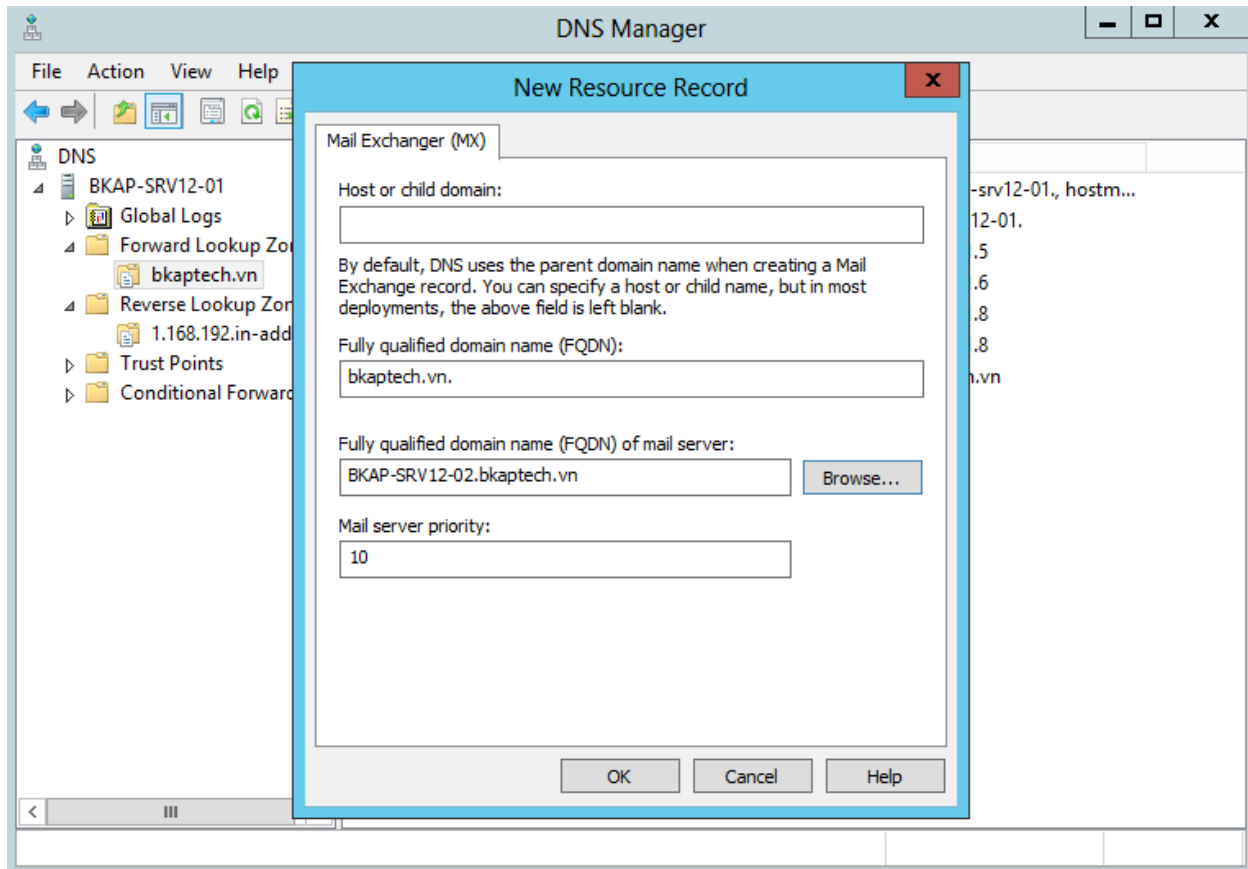 DNS Manager
File Action View Help
DNS
BKAP-SRV12-01
Global Logs
Forward Lookup Zon
bkaptech.vn
Reverse Lookup Zon
1.168.192.in-add
Trust Points
Conditional Forward
New Resource Record
Mail Exchanger (MX)
Host or child domain:
By default, DNS uses the parent domain name when creating a Mail
Exchange record. You can specify a host or child name, but in most
deployments, the above field is left blank.
Fully qualified domain name (FQDN):
bkaptech.vn.
Fully qualified domain name (FQDN) of mail server:
BKAP-SRV12-02.bkaptech.vn
Browse...
Mail server priority:
10
OK Cancel Help
-srv12-01., hostm...
12-01.
.5
.6
.8
.8
h.vn